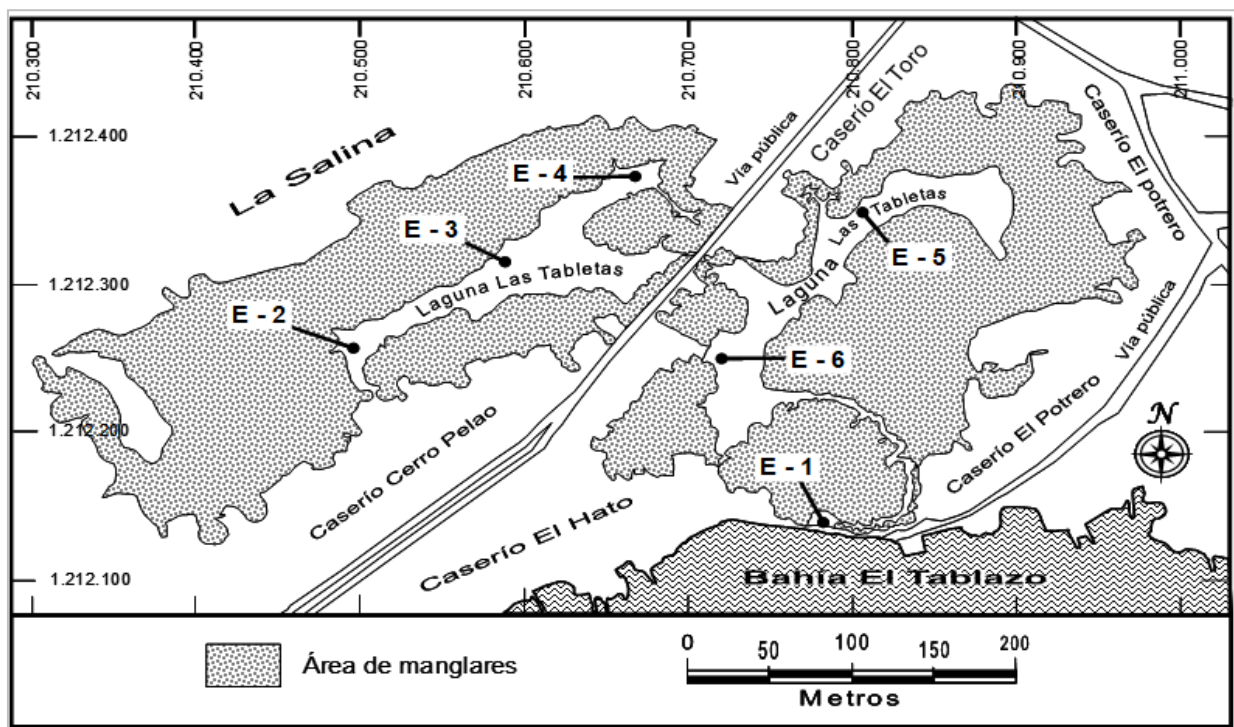 210.300
210.400
210.500
210.600
210.700
210.800
210.900
211.000
1.212.400
1.212.300
1.212.200
1.212.100
La Salina
Vía pública
Caserío El Toro
Caserío El potrero
E - 4
E - 3
E - 2
Laguna Las Tabletas
Laguna Las Tabletas
E - 5
E - 6
E - 1
Vía pública
Caserío El Potrero
N
Caserío Cerro Pelao
Caserío El Hato
Bahía El Tablazo
Área de manglares
0 50 100 150 200
Metros